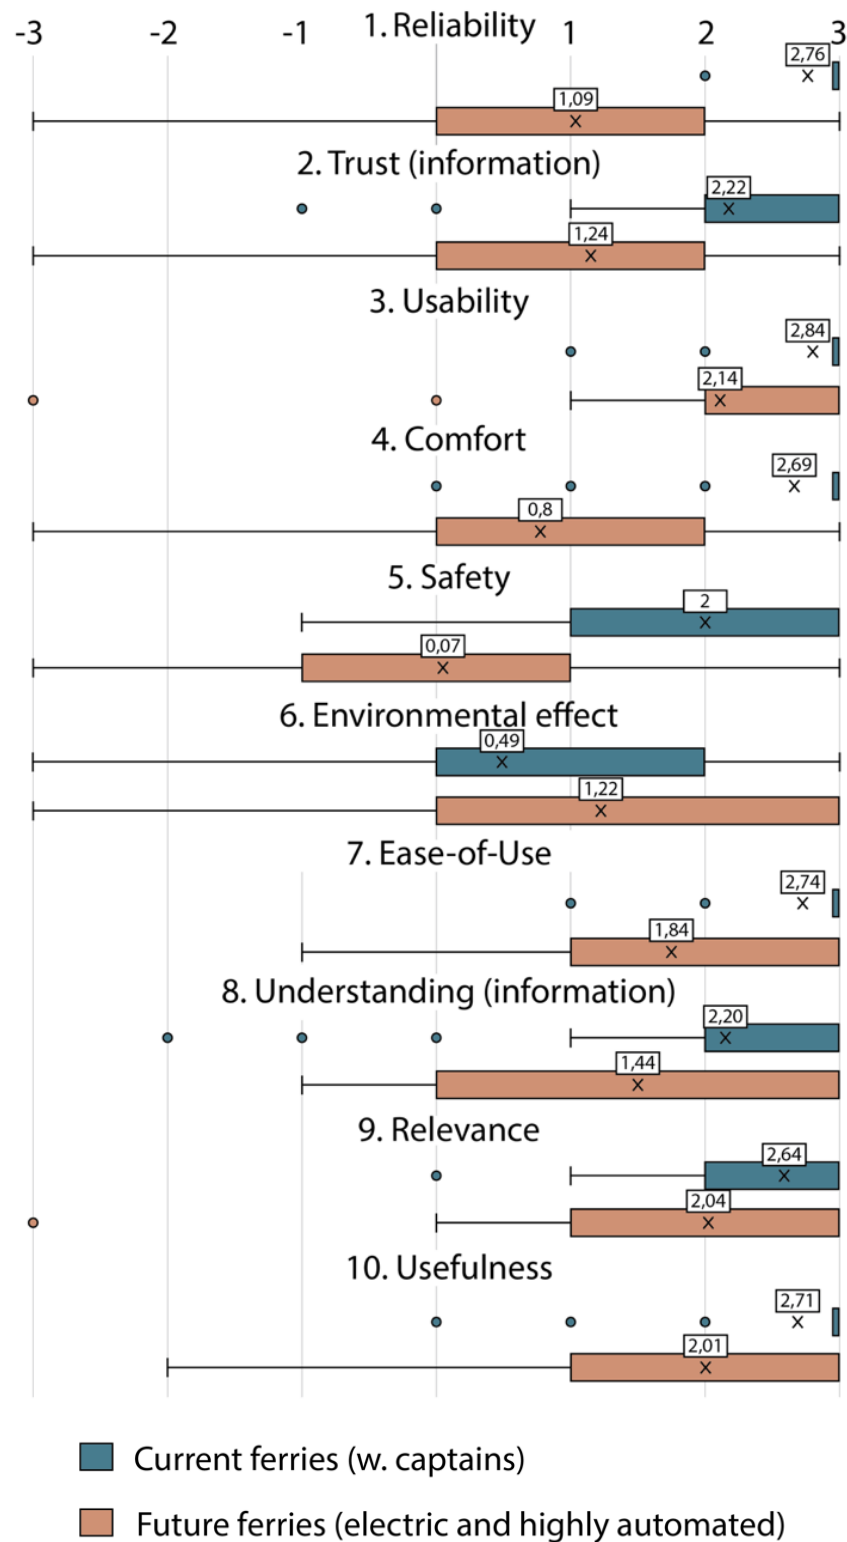 -3 -2 -1 1. Reliability 1 2 3
2,76
1,09
2. Trust (information)
2,22
1,24
3. Usability
2,84
2,14
4. Comfort
2,69
0,8
5. Safety
2
0,07
6. Environmental effect
0,49
1,22
7. Ease-of-Use
2,74
1,84
8. Understanding (information)
2,20
1,44
9. Relevance
2,64
2,04
10. Usefulness
2,71
2,01
Current ferries (w. captains)
Future ferries (electric and highly automated)